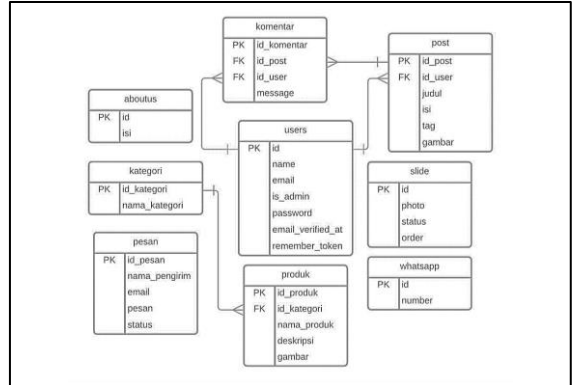 komentar
PK id_komentar
FK id_post
FK id_user
message
post
PK id_post
FK id_user
judul
isi
tag
gambar
aboutus
PK id
isi
users
PK id
name
email
is_admin
password
email_verified_at
remember_token
kategori
PK id_kategori
nama_kategori
slide
PK id
photo
status
order
pesan
PK id_pesan
nama_pengirim
email
pesan
status
produk
PK id_produk
FK id_kategori
nama_produk
deskripsi
gambar
whatsapp
PK id
number